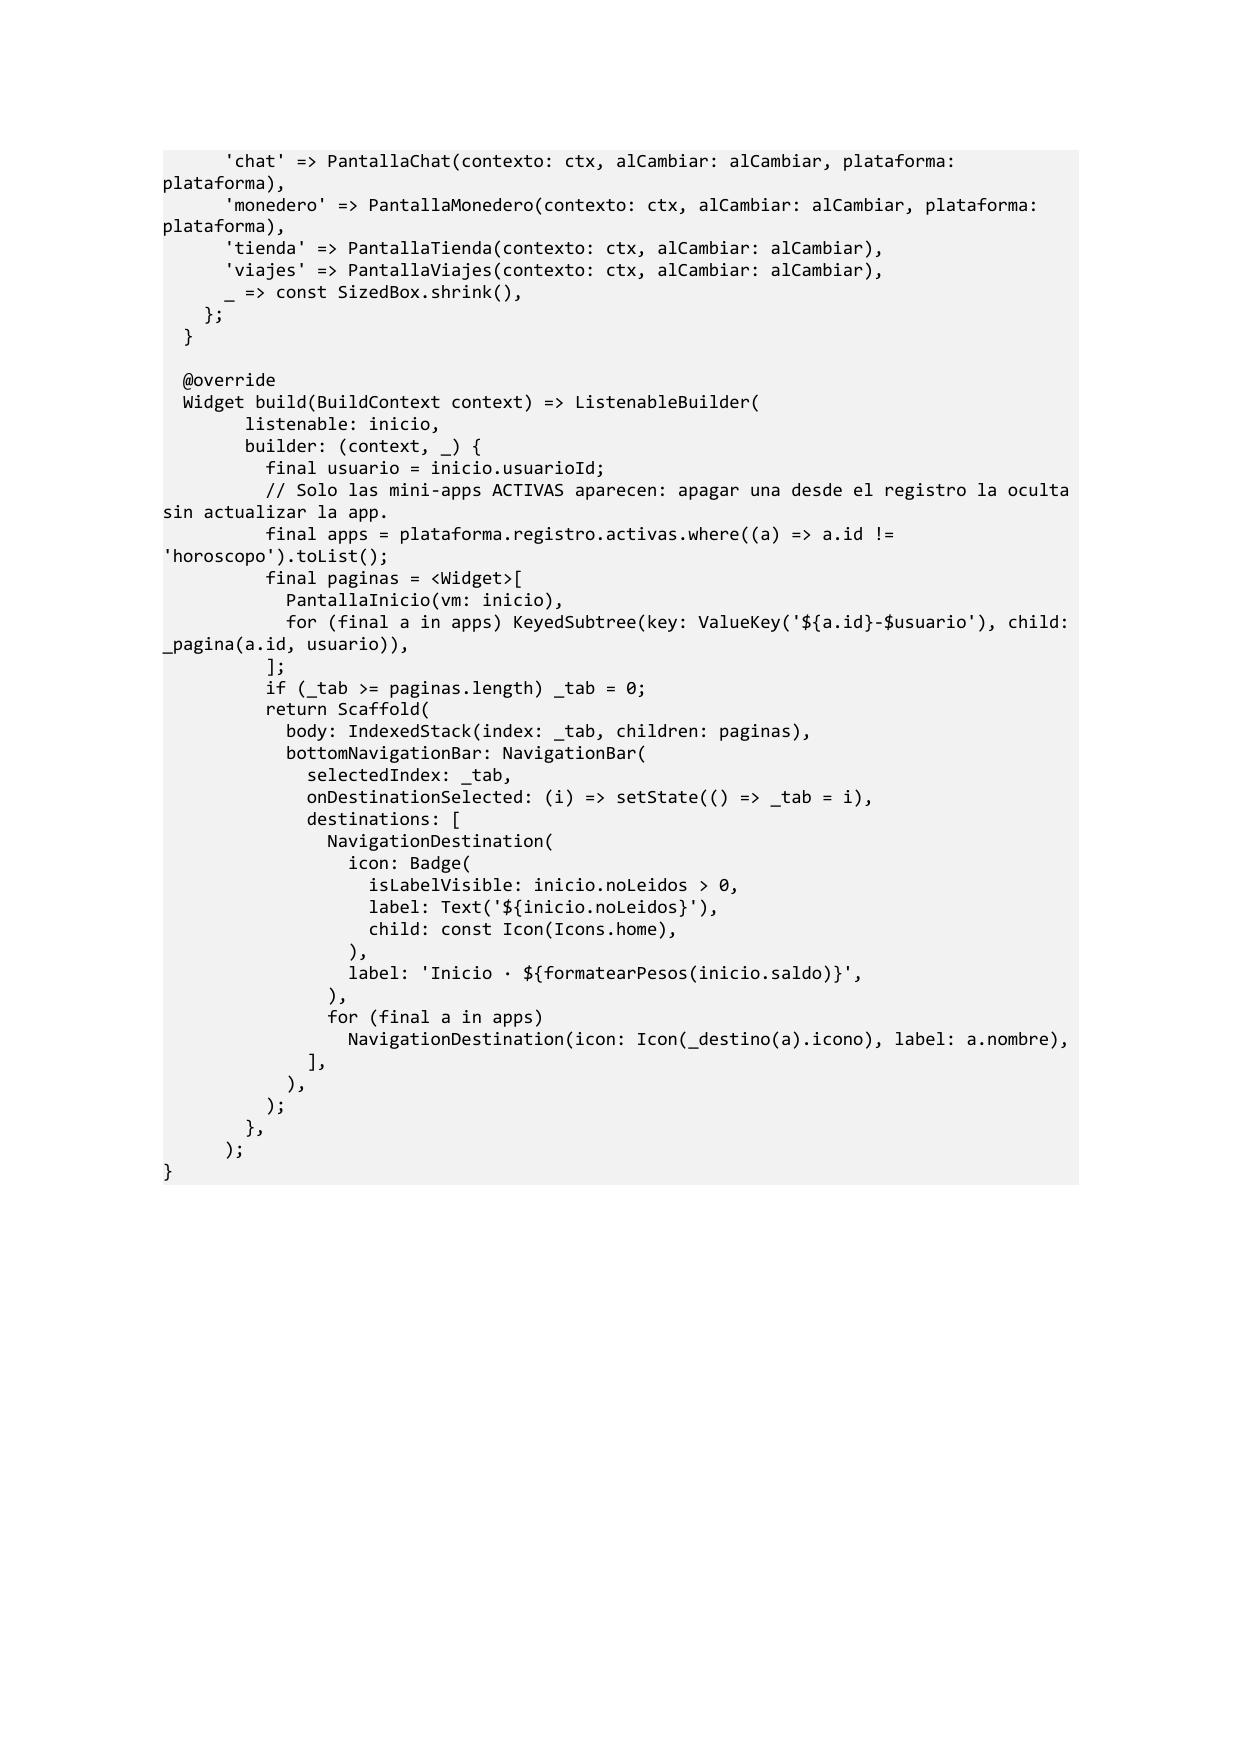 'chat' => PantallaChat(contexto: ctx, alCambiar: alCambiar, plataforma:
plataforma),
      'monedero' => PantallaMonedero(contexto: ctx, alCambiar: alCambiar, plataforma:
plataforma),
      'tienda' => PantallaTienda(contexto: ctx, alCambiar: alCambiar),
      'viajes' => PantallaViajes(contexto: ctx, alCambiar: alCambiar),
      _ => const SizedBox.shrink(),
    };
  }

  @override
  Widget build(BuildContext context) => ListenableBuilder(
        listenable: inicio,
        builder: (context, _) {
          final usuario = inicio.usuarioId;
          // Solo las mini-apps ACTIVAS aparecen: apagar una desde el registro la oculta
sin actualizar la app.
          final apps = plataforma.registro.activas.where((a) => a.id !=
'horoscopo').toList();
          final paginas = <Widget>[
            PantallaInicio(vm: inicio),
            for (final a in apps) KeyedSubtree(key: ValueKey('${a.id}-$usuario'), child:
_pagina(a.id, usuario)),
          ];
          if (_tab >= paginas.length) _tab = 0;
          return Scaffold(
            body: IndexedStack(index: _tab, children: paginas),
            bottomNavigationBar: NavigationBar(
              selectedIndex: _tab,
              onDestinationSelected: (i) => setState(() => _tab = i),
              destinations: [
                NavigationDestination(
                  icon: Badge(
                    isLabelVisible: inicio.noLeidos > 0,
                    label: Text('${inicio.noLeidos}'),
                    child: const Icon(Icons.home),
                  ),
                  label: 'Inicio · ${formatearPesos(inicio.saldo)}',
                ),
                for (final a in apps)
                  NavigationDestination(icon: Icon(_destino(a).icono), label: a.nombre),
              ],
            ),
          );
        },
      );
}